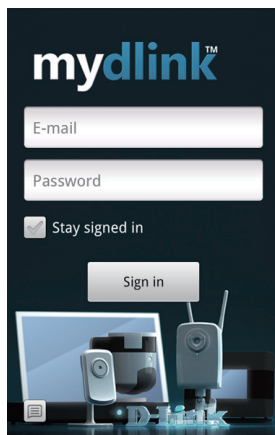 mydlink™
E-mail
Password
Stay signed in
Sign in
D-Link